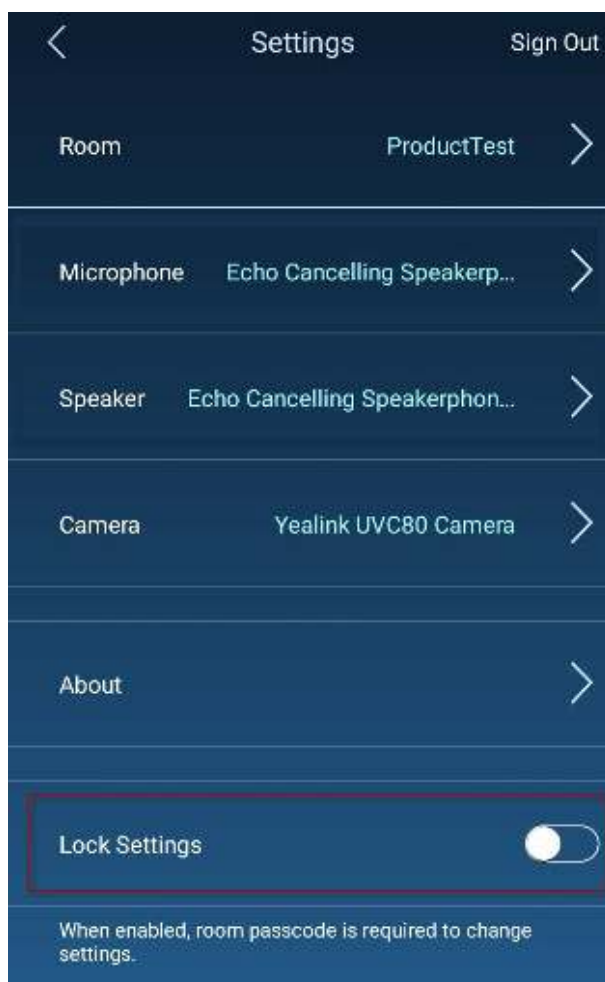 Settings Sign Out
Room ProductTest
Microphone Echo Cancelling Speakerp...
Speaker Echo Cancelling Speakerphon...
Camera Yealink UVC80 Camera
About
Lock Settings
When enabled, room passcode is required to change
settings.